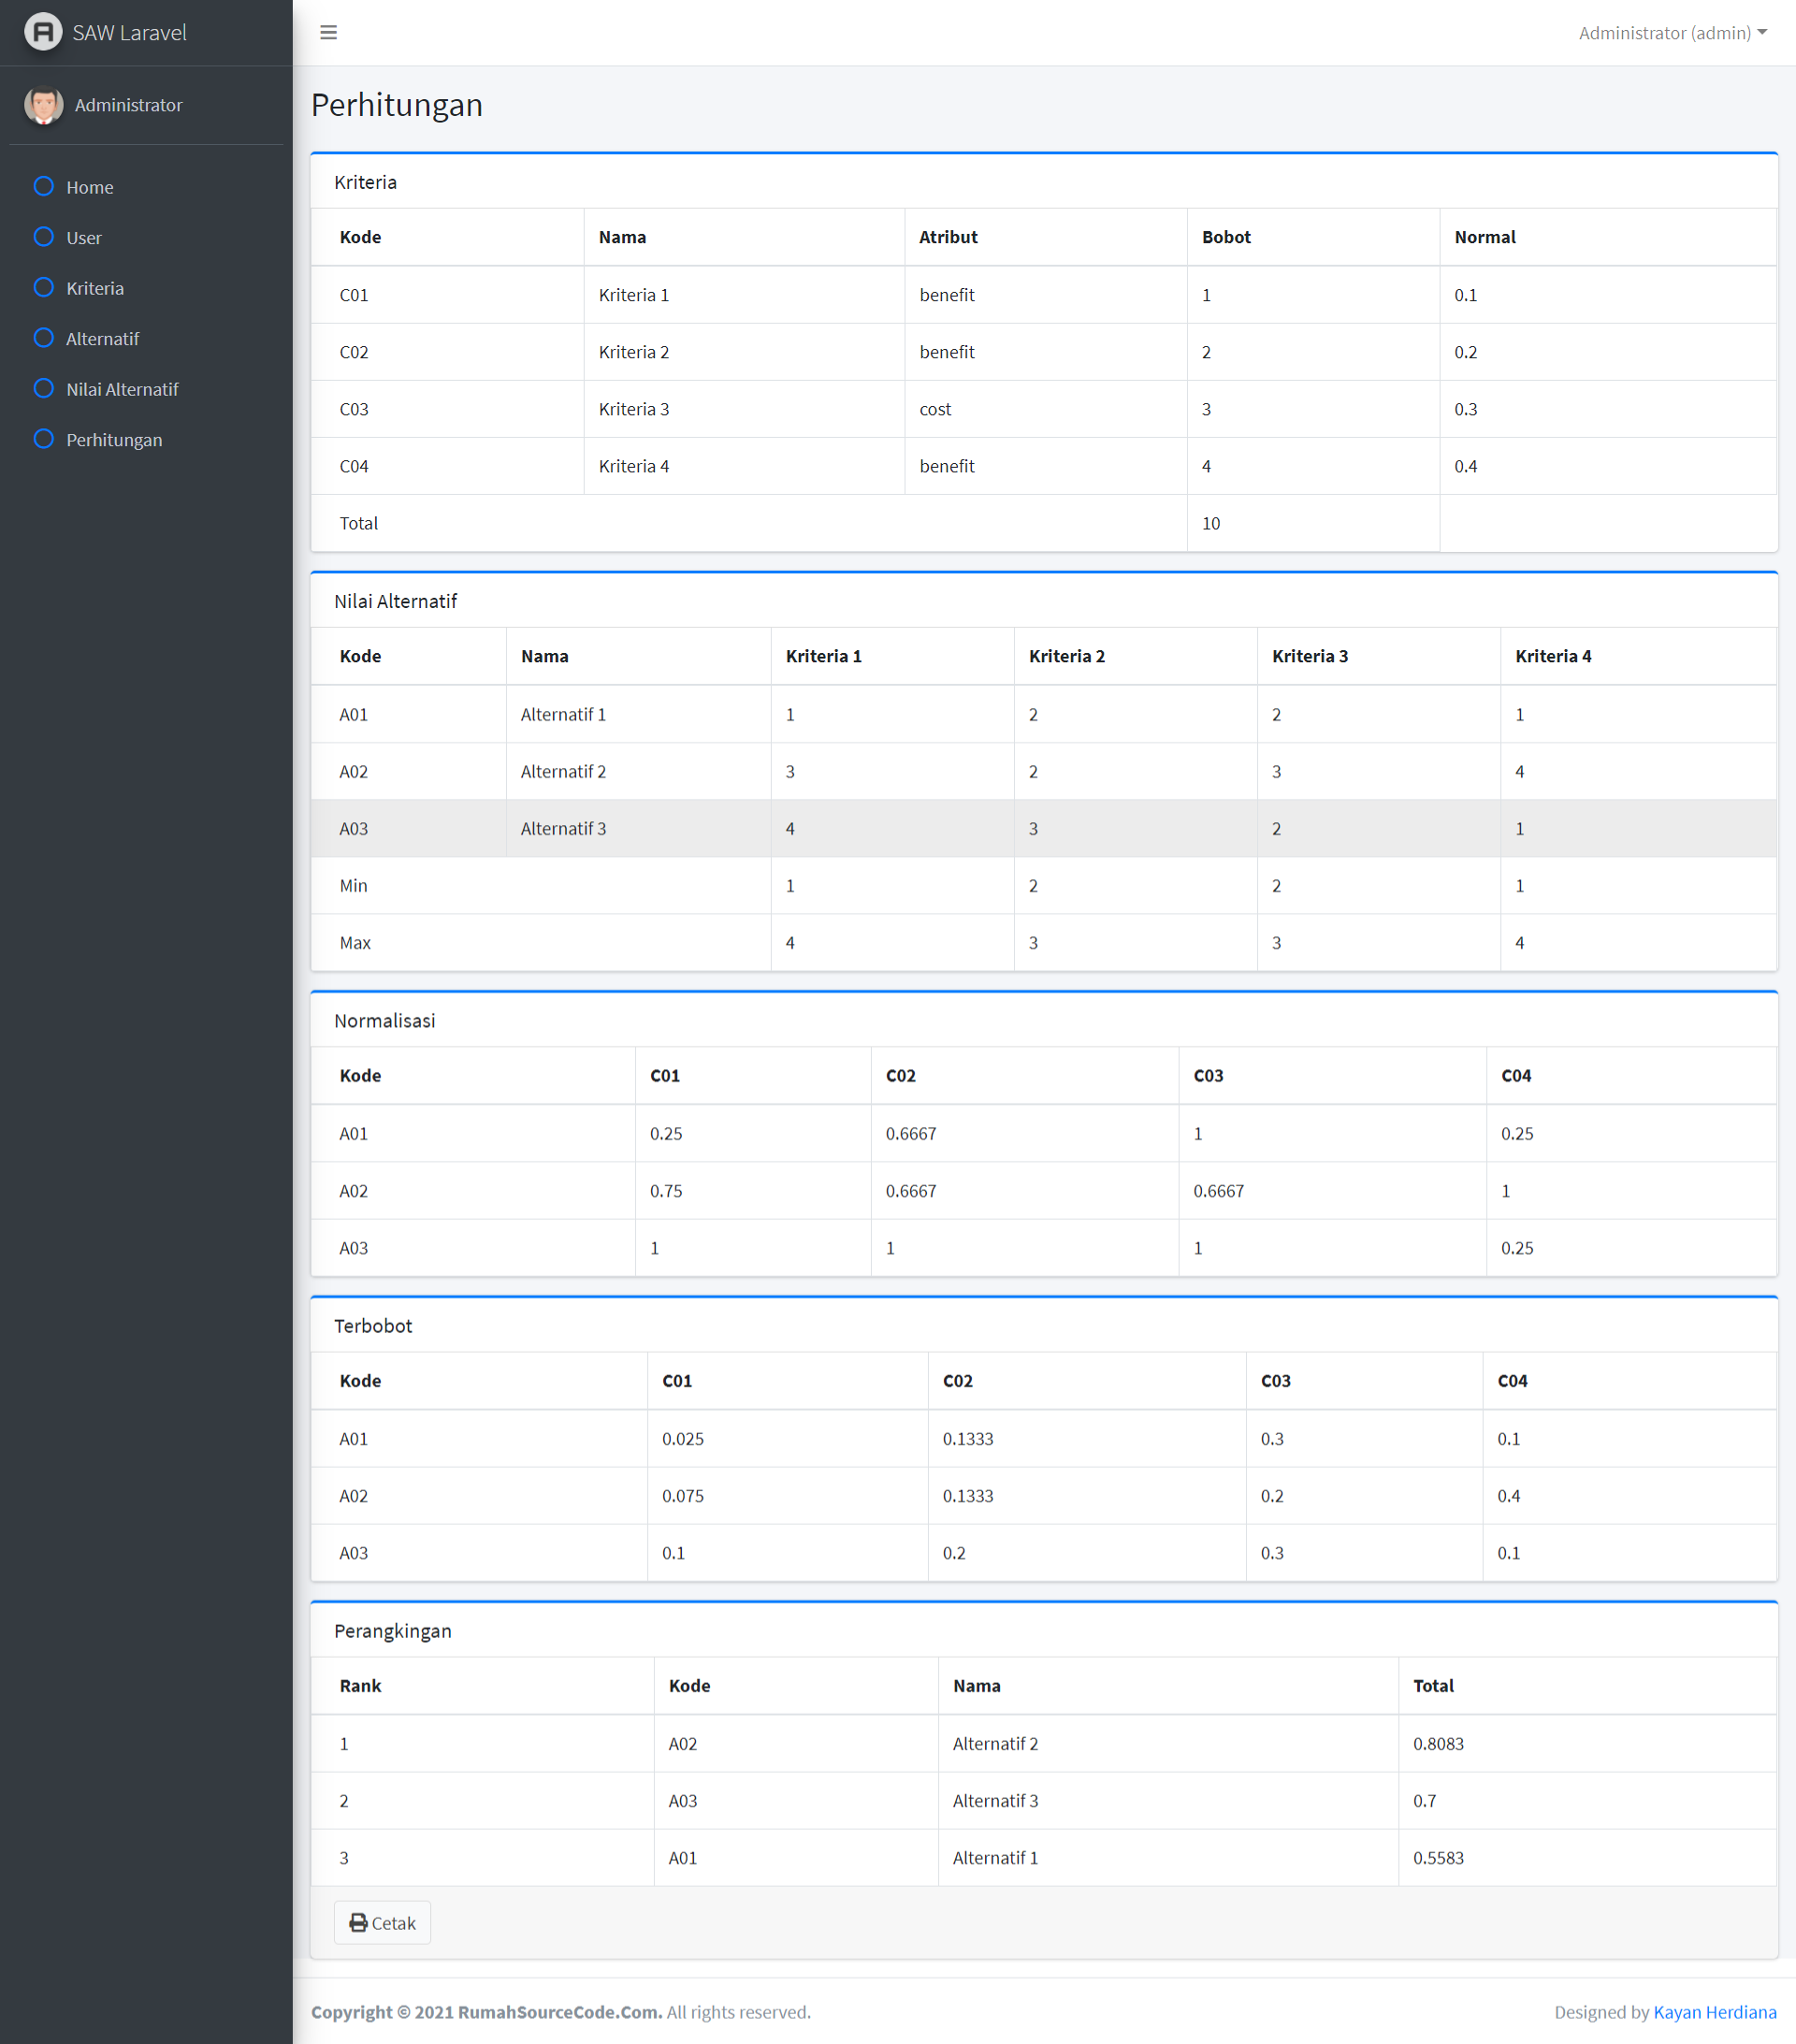 SAW Laravel
Administrator (admin)
Administrator
Home
User
Kriteria
Alternatif
Nilai Alternatif
Perhitungan
Perhitungan
Kriteria
Kode Nama Atribut Bobot Normal
C01 Kriteria 1 benefit 1 0.1
C02 Kriteria 2 benefit 2 0.2
C03 Kriteria 3 cost 3 0.3
C04 Kriteria 4 benefit 4 0.4
Total 10
Nilai Alternatif
Kode Nama Kriteria 1 Kriteria 2 Kriteria 3 Kriteria 4
A01 Alternatif 1 1 2 2 1
A02 Alternatif 2 3 2 3 4
A03 Alternatif 3 4 3 2 1
Min 1 2 2 1
Max 4 3 3 4
Normalisasi
Kode C01 C02 C03 C04
A01 0.25 0.6667 1 0.25
A02 0.75 0.6667 0.6667 1
A03 1 1 1 0.25
Terbobot
Kode C01 C02 C03 C04
A01 0.025 0.1333 0.3 0.1
A02 0.075 0.1333 0.2 0.4
A03 0.1 0.2 0.3 0.1
Perangkingan
Rank Kode Nama Total
1 A02 Alternatif 2 0.8083
2 A03 Alternatif 3 0.7
3 A01 Alternatif 1 0.5583
Cetak
Copyright © 2021 RumahSourceCode.Com. All rights reserved.
Designed by Kayan Herdiana